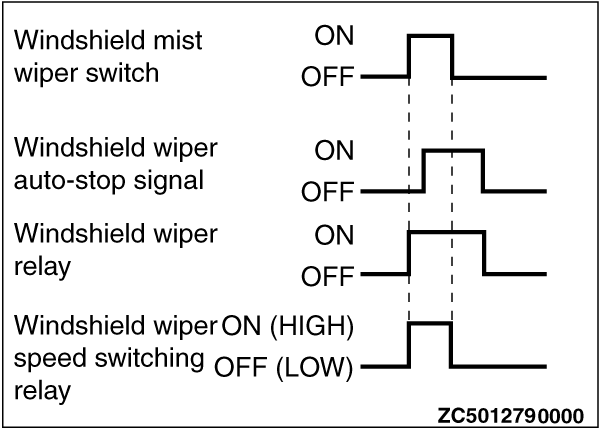 Windshield mist
wiper switch
ON
OFF
Windshield wiper
auto-stop signal
ON
OFF
Windshield wiper
relay
ON
OFF
Windshield wiper
speed switching
relay
ON (HIGH)
OFF (LOW)
ZC5012790000